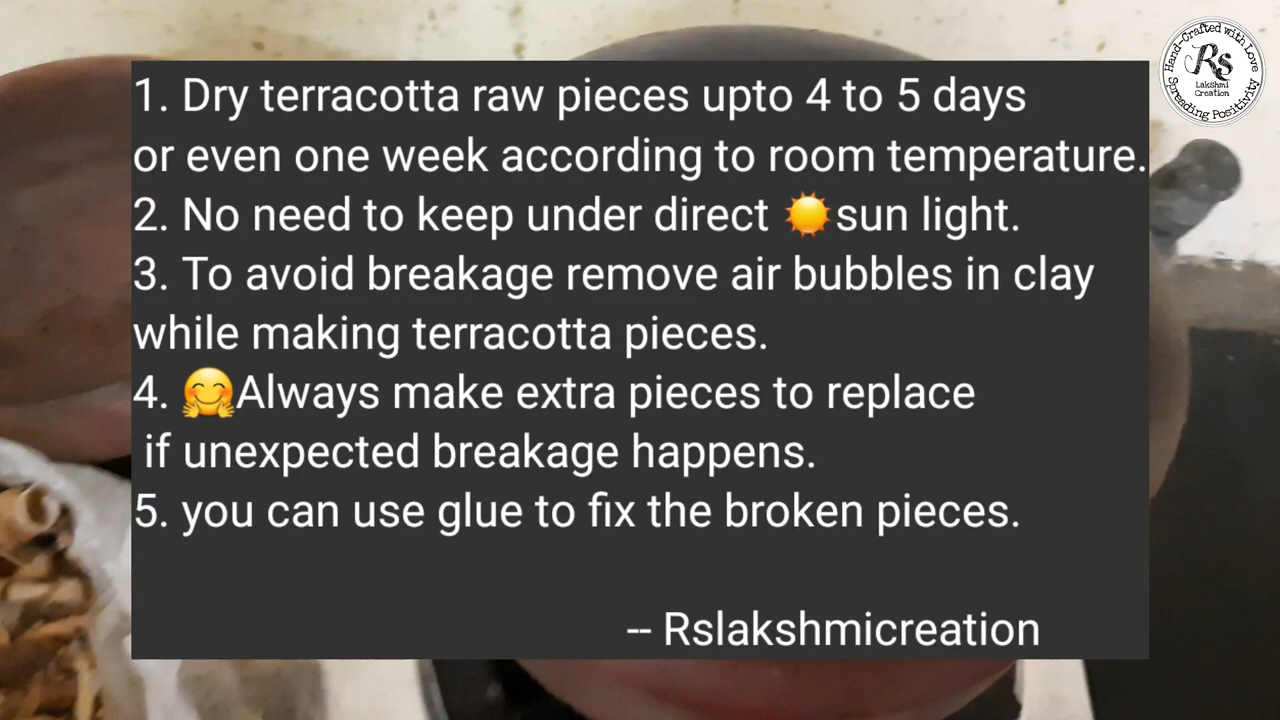 1. Dry terracotta raw pieces upto 4 to 5 days
or even one week according to room temperature.
2. No need to keep under direct ☀️sun light.
3. To avoid breakage remove air bubbles in clay
while making terracotta pieces.
4. 🤗Always make extra pieces to replace
if unexpected breakage happens.
5. you can use glue to fix the broken pieces.
-- Rslakshmicreation
Hand-Crafted with Love
Rs
Lakshmi
Creation
Spreading Positivity